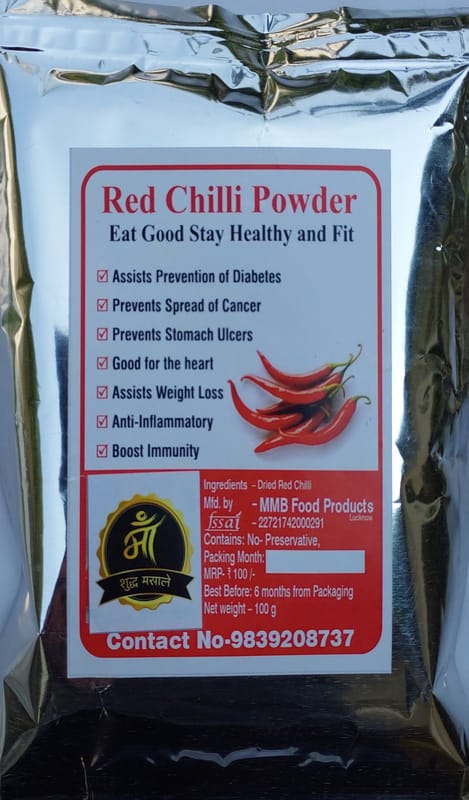 Red Chilli Powder
Eat Good Stay Healthy and Fit
Assists Prevention of Diabetes
Prevents Spread of Cancer
Prevents Stomach Ulcers
Good for the heart
Assists Weight Loss
Anti-Inflammatory
Boost Immunity
माँ
शुद्ध मसाले
Ingredients - Dried Red Chilli
Mfd. by - MMB Food Products
Lucknow
fssai - 22721742000291
Contains: No- Preservative,
Packing Month:
MRP- ₹ 100 /-
Best Before: 6 months from Packaging
Net weight - 100 g
Contact No-9839208737